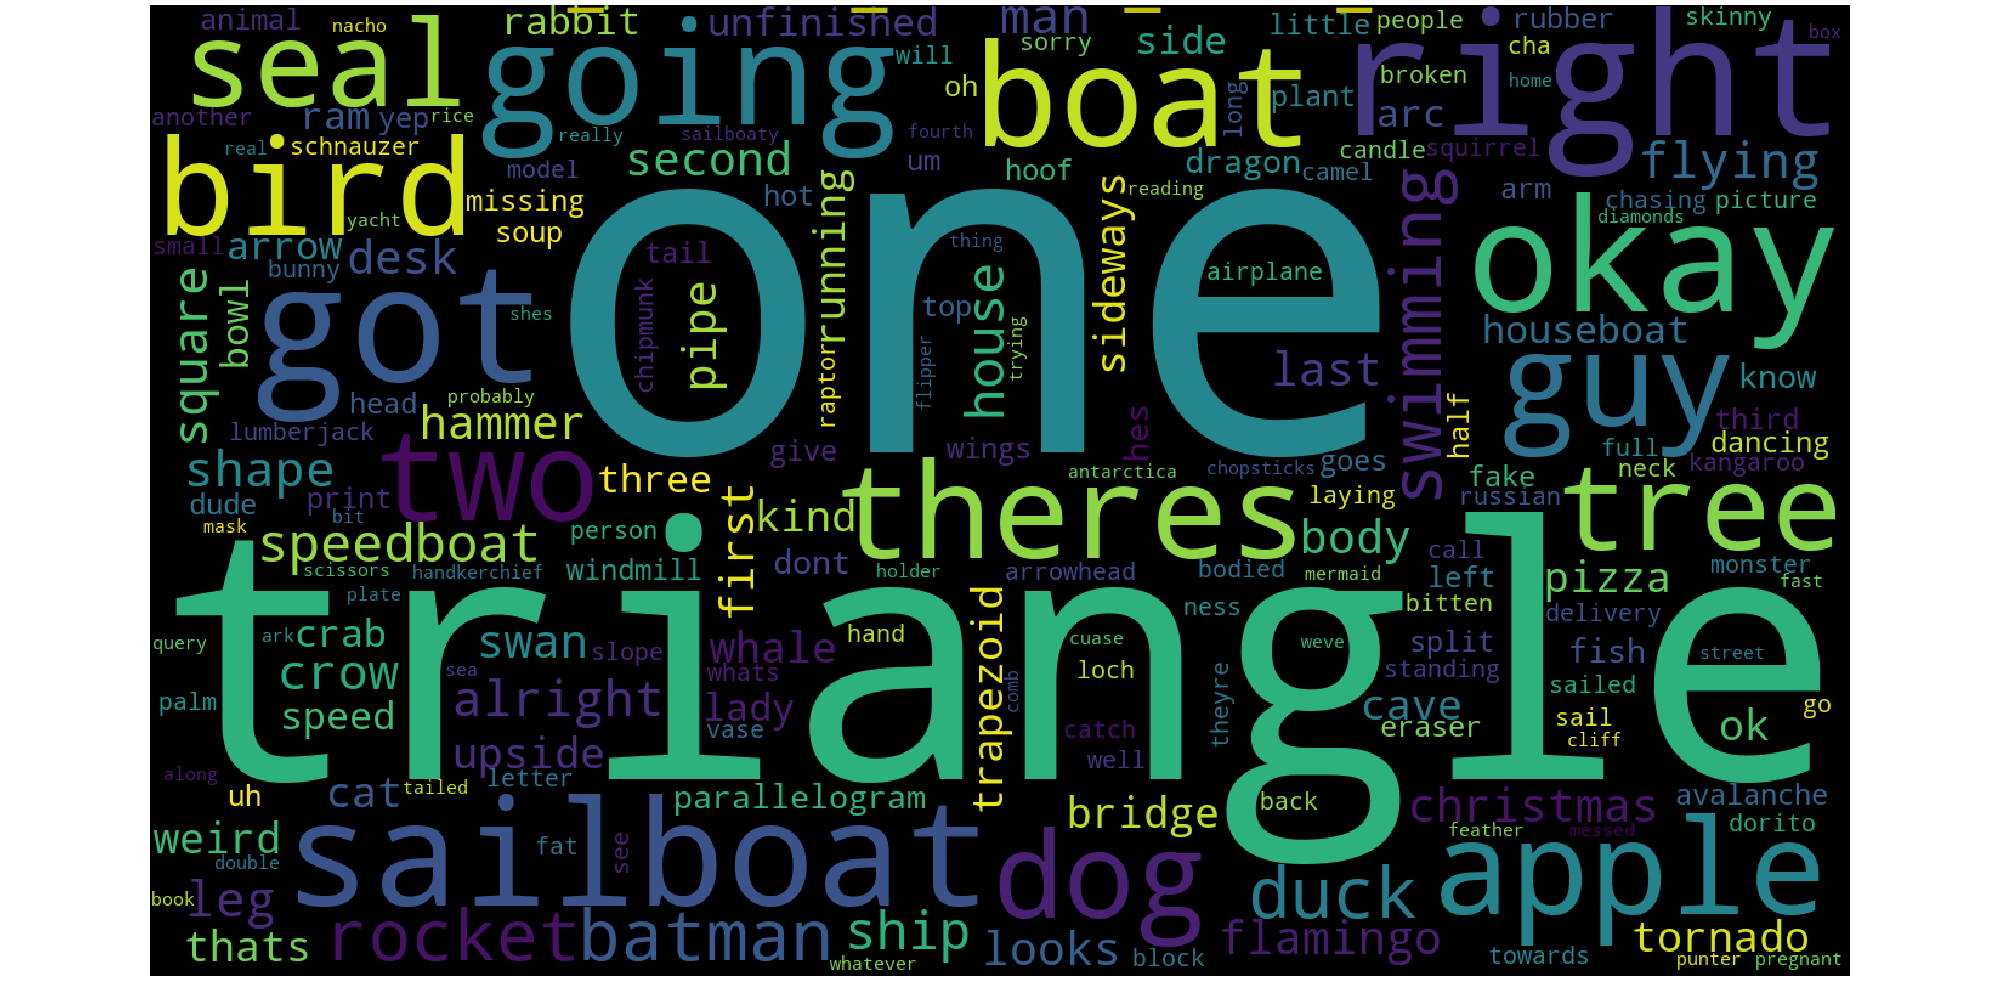 animal nacho rabbit unfinished man sorry side little people rubber skinny box
seal going will oh boat right cha broken home
another ram yep rice really sailboaty fourth um long plant arc
real schnauzer second model hoof dragon camel candle squirrel flying
bird missing yacht soup hot running one reading sideways swimming arm chasing picture diamonds okay
small arrow bunny desk tail thing airplane
square bowl got shes chipmunk pipe raptor top flipper house trying last houseboat guy know
head probably hammer lumberjack give wings hes half full third dancing
shape dude print two three first kind theres antarctica chopsticks goes laying fake neck kangaroo russian tree
mask bit speedboat person windmill dont body call monster
scissors handkerchief holder arrowhead bodied mermaid left pizza fast
plate triangle trapezoid ness bitten delivery
query ark crab swan slope whale hand cuase weve split fish street
crow sea whats loch comb theyre standing sailed
palm speed alright lady vase catch cave eraser sail cliff ok go
along upside well
uh cat tailed letter parallelogram bridge back christmas avalanche
weird double sailboat fat see feather messed dorito
book leg dog duck apple
thats rocket batman ship whatever looks block flamingo towards tornado punter pregnant